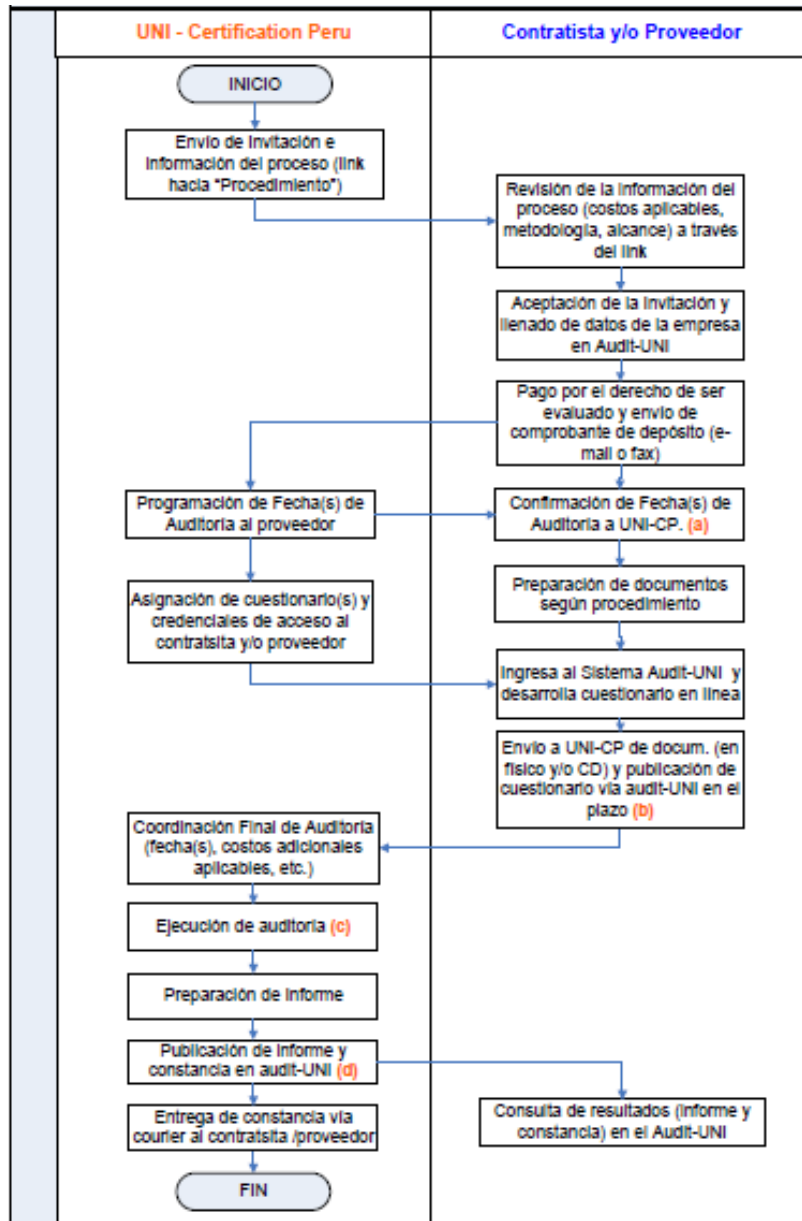 UNI - Certification Peru
Contratista y/o Proveedor
INICIO
Envío de Invitación e
Información del proceso (link
hacia “Procedimiento”)
Revisión de la Información del
proceso (costos aplicables,
metodología, alcance) a través
del link
Aceptación de la Invitación y
llenado de datos de la empresa
en Audit-UNI
Pago por el derecho de ser
evaluado y envío de
comprobante de depósito (e-
mail o fax)
Programación de Fecha(s) de
Auditoría al proveedor
Confirmación de Fecha(s) de
Auditoría a UNI-CP. (a)
Asignación de cuestionario(s) y
credenciales de acceso al
contratsita y/o proveedor
Preparación de documentos
según procedimiento
Ingresa al Sistema Audit-UNI y
desarrolla cuestionario en línea
Envío a UNI-CP de docum. (en
físico y/o CD) y publicación de
cuestionario vía audit-UNI en el
plazo (b)
Coordinación Final de Auditoría
(fecha(s), costos adicionales
aplicables, etc.)
Ejecución de auditoría (c)
Preparación de Informe
Publicación de Informe y
constancia en audit-UNI (d)
Entrega de constancia vía
courier al contratsita /proveedor
Consulta de resultados (Informe y
constancia) en el Audit-UNI
FIN